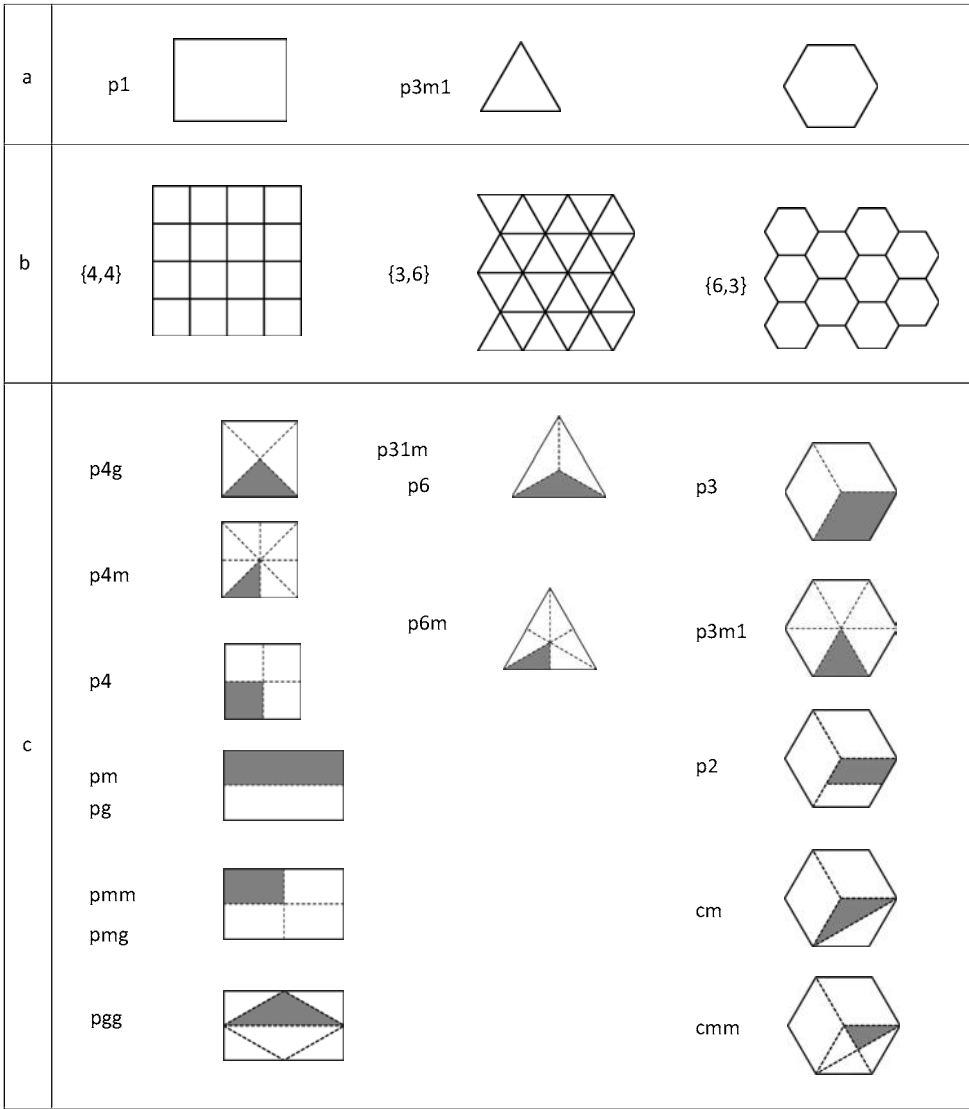 a
p1
p3m1
b
{4,4}
{3,6}
{6,3}
c
p4g
p4m
p4
pm
pg
pmm
pmg
pgg
p31m
p6
p6m
p3
p3m1
p2
cm
cmm